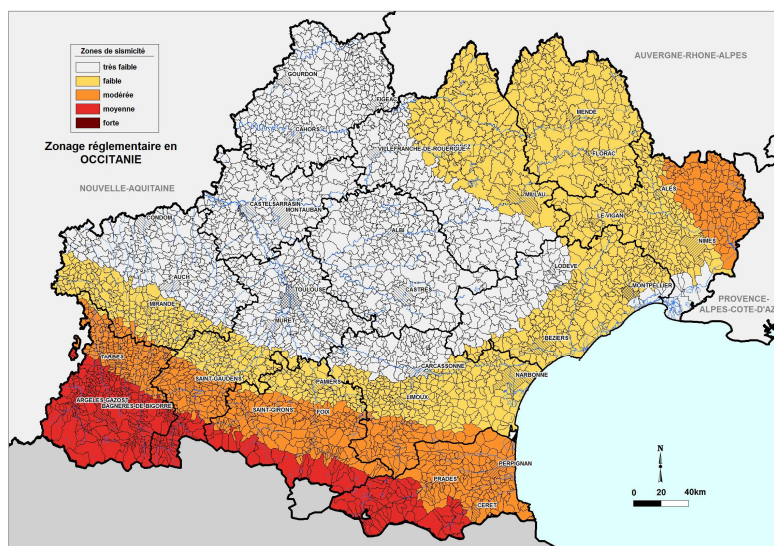 Zones de sismicité
très faible
faible
modérée
moyenne
forte
Zonage réglementaire en
OCCITANIE
AUVERGNE-RHONE-ALPES
NOUVELLE-AQUITAINE
PROVENCE-
ALPES-COTE-D'AZ
GOURDON
FIGEAC
CAHORS
MENDE
VILLEFRANCHE-DE-ROUERGUE
FLORAC
ALES
CASTELSARRASIN
MONTAUBAN
MILLAU
LE-VIGAN
CONDOM
ALBI
NIMES
AUCH
LODEVE
TOULOUSE
CASTRES
MONTPELLIER
MIRANDE
MURET
BEZIERS
TARBES
CARCASSONNE
SAINT-GAUDENS
PAMIERS
NARBONNE
ARGELES-GAZOST
BAGNERES-DE-BIGORRE
LIMOUX
SAINT-GIRONS
FOIX
PERPIGNAN
PRADES
CERET
N
0 20 40km